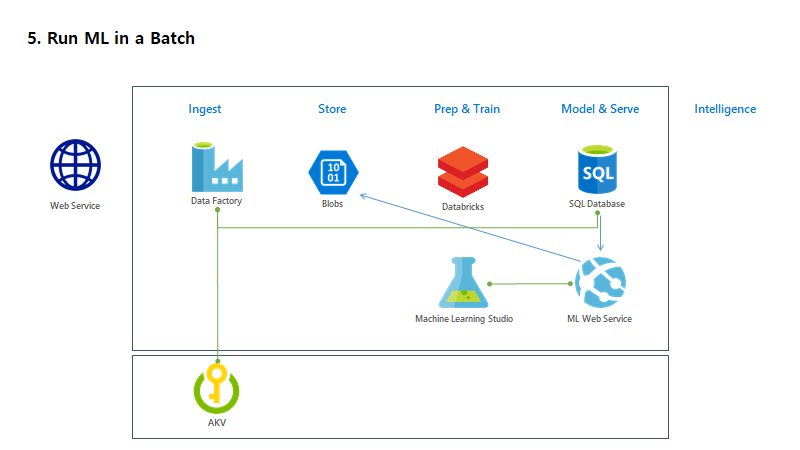 5. Run ML in a Batch
Ingest
Store
Prep & Train
Model & Serve
Intelligence
Web Service
Data Factory
10
01
Blobs
Databricks
SQL
SQL Database
Machine Learning Studio
ML Web Service
AKV